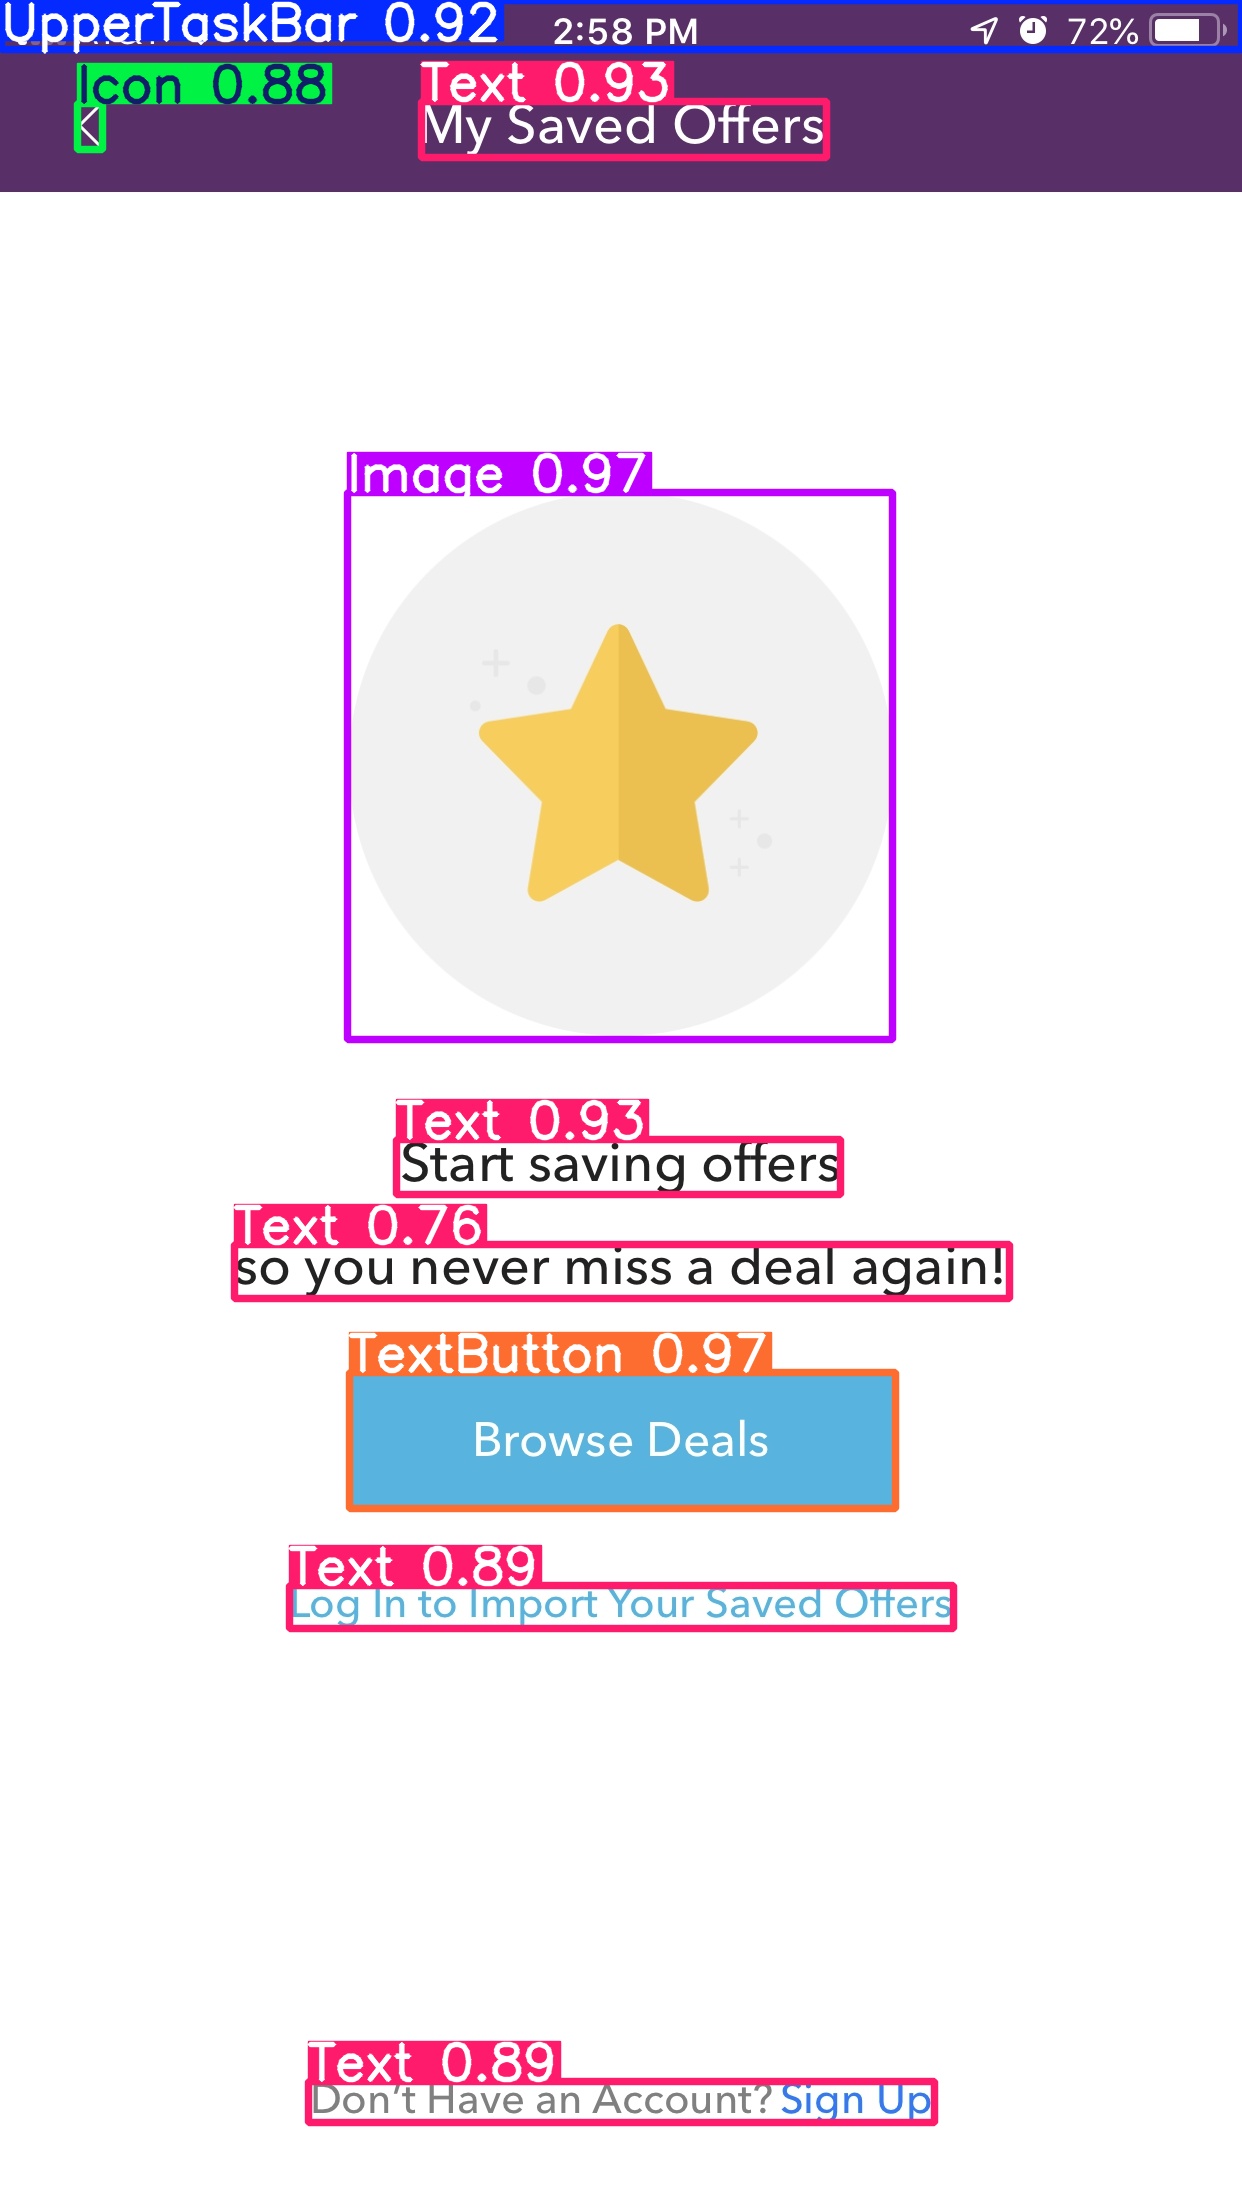 UpperTaskBar 0.92 2:58 PM 72%
Icon 0.88 Text 0.93
My Saved Offers
Image 0.97
Text 0.93
Start saving offers
Text 0.76
so you never miss a deal again!
TextButton 0.97
Browse Deals
Text 0.89
Log In to Import Your Saved Offers
Text 0.89
Don't Have an Account? Sign Up